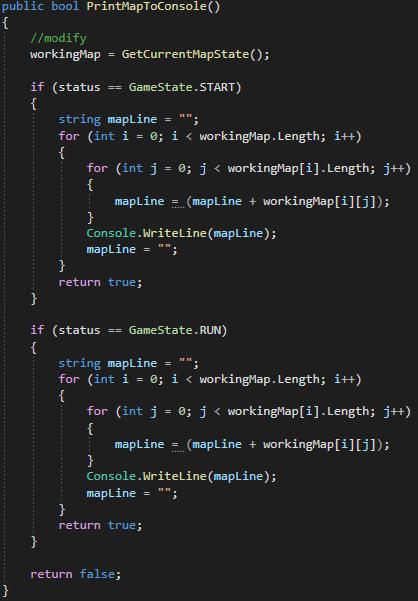 public bool PrintMapToConsole()
{
    //modify
    workingMap = GetCurrentMapState();

    if (status == GameState.START)
    {
        string mapLine = "";
        for (int i = 0; i < workingMap.Length; i++)
        {
            for (int j = 0; j < workingMap[i].Length; j++)
            {
                mapLine = (mapLine + workingMap[i][j]);
            }
            Console.WriteLine(mapLine);
            mapLine = "";
        }
        return true;
    }

    if (status == GameState.RUN)
    {
        string mapLine = "";
        for (int i = 0; i < workingMap.Length; i++)
        {
            for (int j = 0; j < workingMap[i].Length; j++)
            {
                mapLine = (mapLine + workingMap[i][j]);
            }
            Console.WriteLine(mapLine);
            mapLine = "";
        }
        return true;
    }

    return false;
}